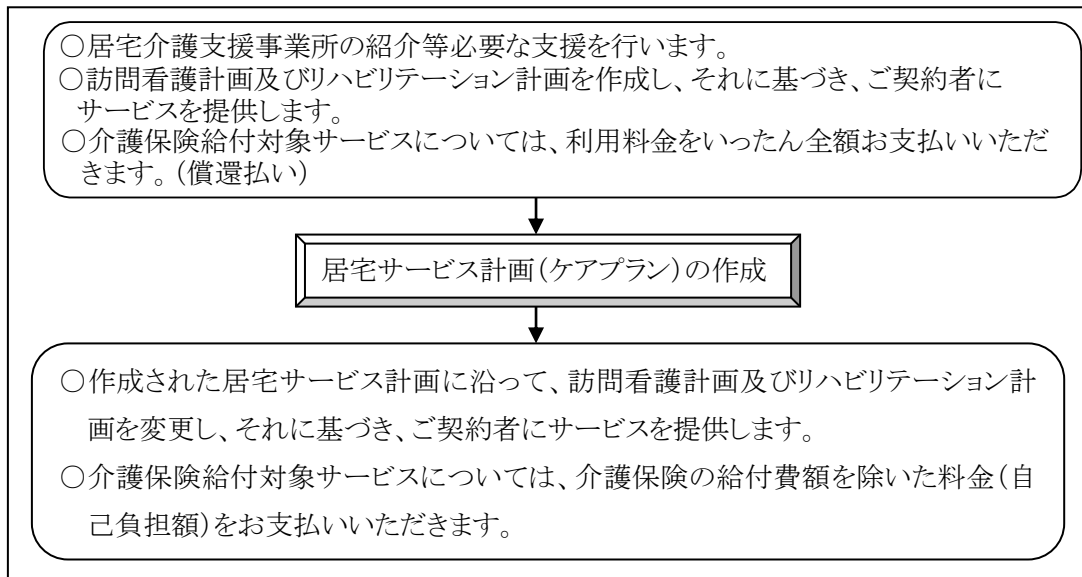 ○居宅介護支援事業所の紹介等必要な支援を行います。
○訪問看護計画及びリハビリテーション計画を作成し、それに基づき、ご契約者に
サービスを提供します。
○介護保険給付対象サービスについては、利用料金をいったん全額お支払いいただ
きます。(償還払い)
居宅サービス計画(ケアプラン)の作成
○作成された居宅サービス計画に沿って、訪問看護計画及びリハビリテーション計
画を変更し、それに基づき、ご契約者にサービスを提供します。
○介護保険給付対象サービスについては、介護保険の給付費額を除いた料金(自
己負担額)をお支払いいただきます。